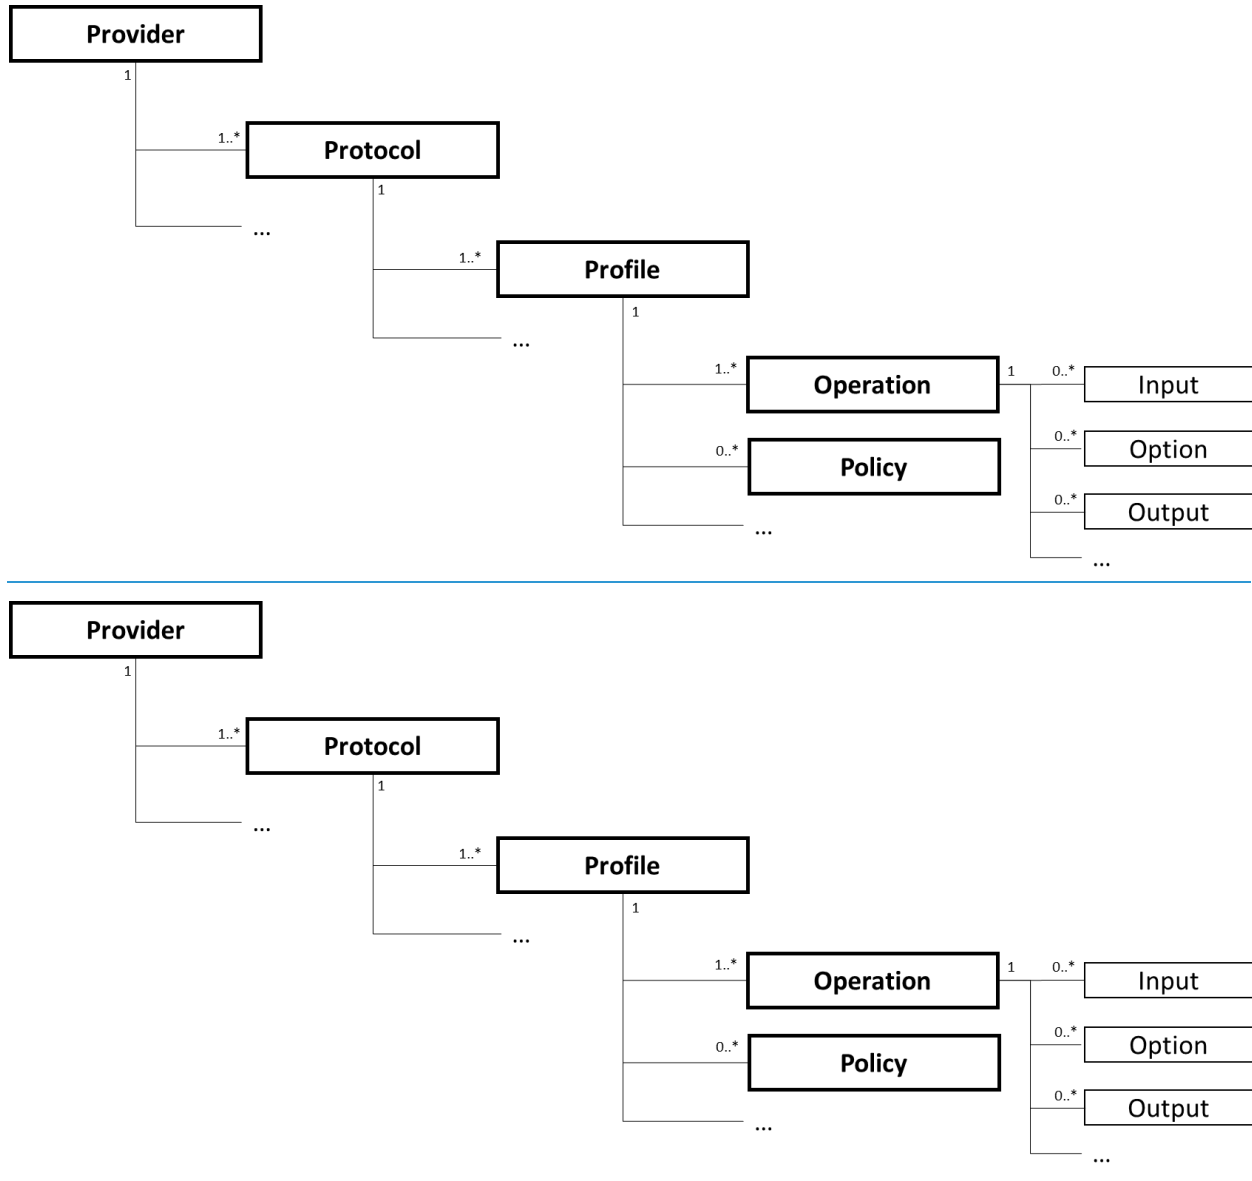 Provider
1
1..*
Protocol
1
...
1..*
Profile
1
...
1..*
Operation
1
0..*
Input
0..*
Option
0..*
Policy
0..*
Output
...
...
Provider
1
1..*
Protocol
1
...
1..*
Profile
1
...
1..*
Operation
1
0..*
Input
0..*
Option
0..*
Policy
0..*
Output
...
...